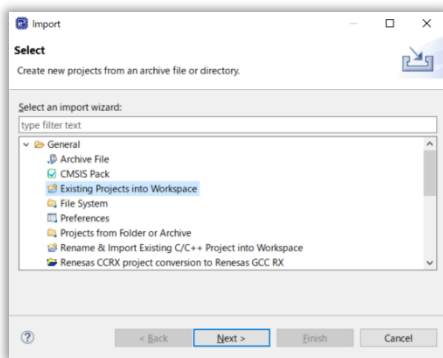 Import
Select
Create new projects from an archive file or directory.
Select an import wizard:
type filter text
General
Archive File
CMSIS Pack
Existing Projects into Workspace
File System
Preferences
Projects from Folder or Archive
Rename & Import Existing C/C++ Project into Workspace
Renesas CCRX project conversion to Renesas GCC RX
< Back
Next >
Finish
Cancel